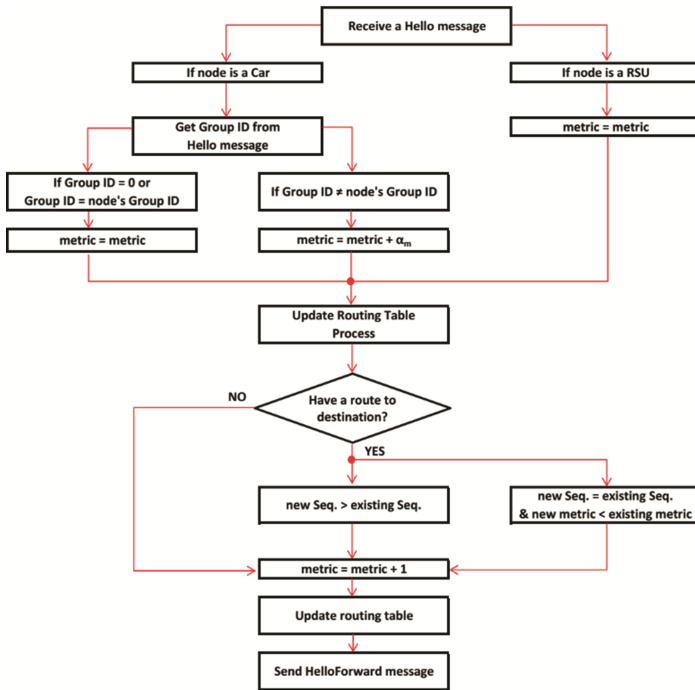 Receive a Hello message
If node is a Car
If node is a RSU
Get Group ID from
Hello message
metric = metric
If Group ID = 0 or
Group ID = node's Group ID
If Group ID ≠ node's Group ID
metric = metric
metric = metric + αₘ
Update Routing Table
Process
Have a route to
destination?
NO
YES
new Seq. > existing Seq.
new Seq. = existing Seq.
& new metric < existing metric
metric = metric + 1
Update routing table
Send HelloForward message